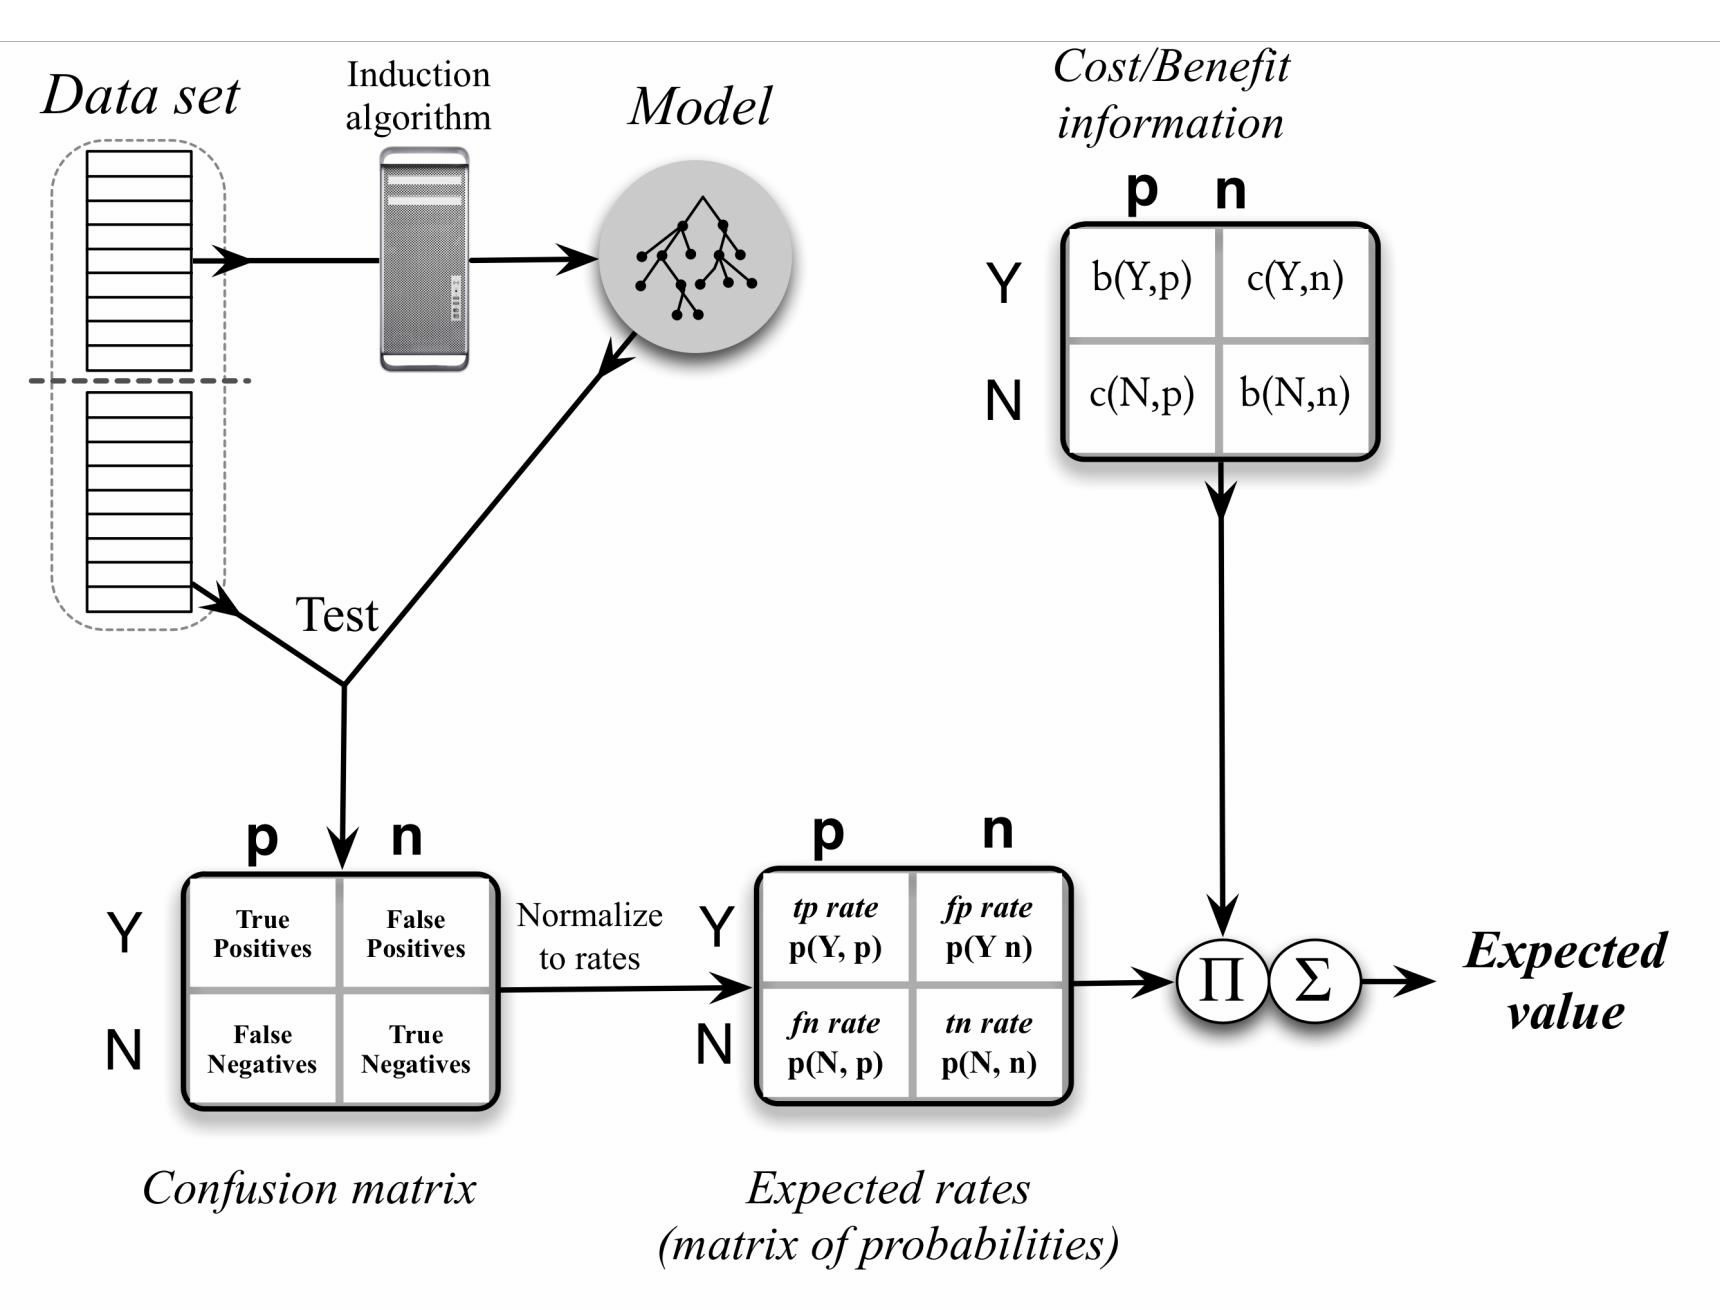 Data set
Induction
algorithm
Model
Cost/Benefit
information
p n
Y b(Y,p) c(Y,n)
N c(N,p) b(N,n)
Test
p n
Y
True
Positives
False
Positives
N
False
Negatives
True
Negatives
Confusion matrix
Normalize
to rates
p n
Y
tp rate
p(Y, p)
fp rate
p(Y n)
N
fn rate
p(N, p)
tn rate
p(N, n)
Expected rates
(matrix of probabilities)
Π Σ
Expected
value